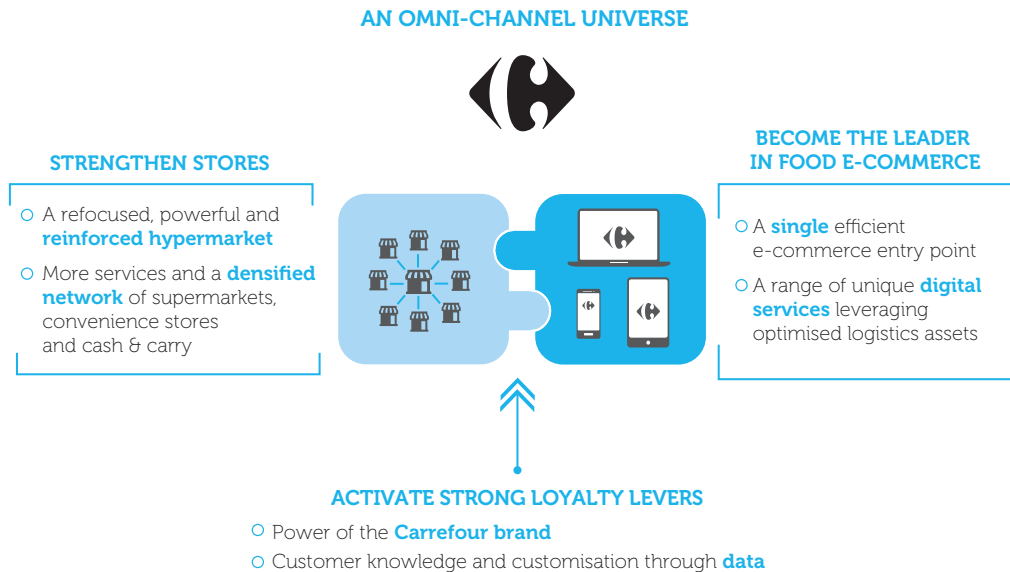 AN OMNI-CHANNEL UNIVERSE
STRENGTHEN STORES
A refocused, powerful and
reinforced hypermarket
More services and a densified
network of supermarkets,
convenience stores
and cash & carry
BECOME THE LEADER
IN FOOD E-COMMERCE
A single efficient
e-commerce entry point
A range of unique digital
services leveraging
optimised logistics assets
ACTIVATE STRONG LOYALTY LEVERS
Power of the Carrefour brand
Customer knowledge and customisation through data